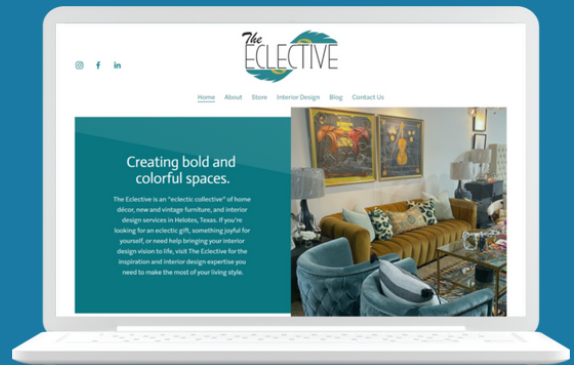 The
ECLECTIVE
Home About Store Interior Design Blog Contact Us
Creating bold and
colorful spaces.
The Eclective is an "eclectic collective" of home
décor, new and vintage furniture, and interior
design services in Helotes, Texas. If you're
looking for an eclectic gift, something joyful for
yourself, or need help bringing your interior
design vision to life, visit The Eclective for the
inspiration and interior design expertise you
need to make the most of your living style.